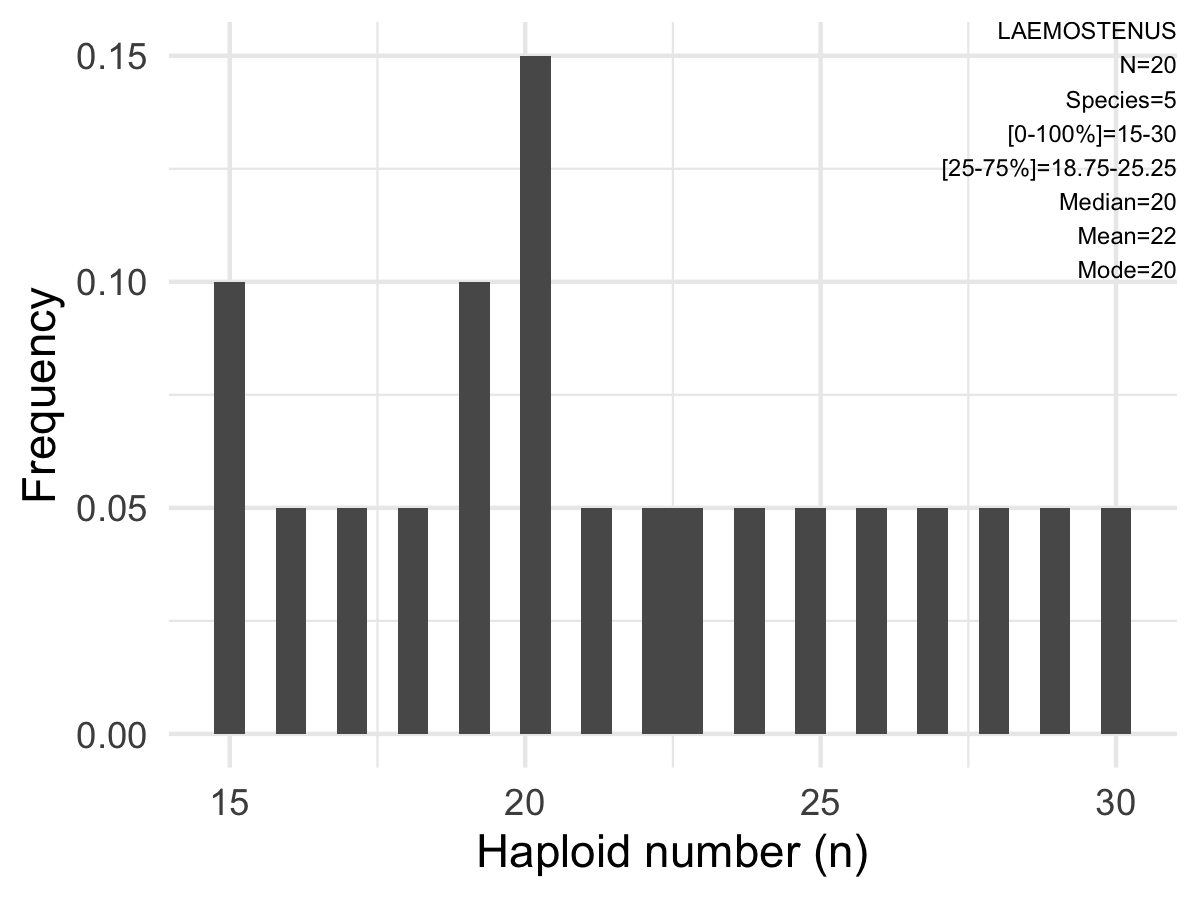 LAEMOSTENUS
N=20
Species=5
[0-100%]=15-30
[25-75%]=18.75-25.25
Median=20
Mean=22
Mode=20
0.15
0.10
0.05
0.00
Frequency
15 20 25 30
Haploid number (n)